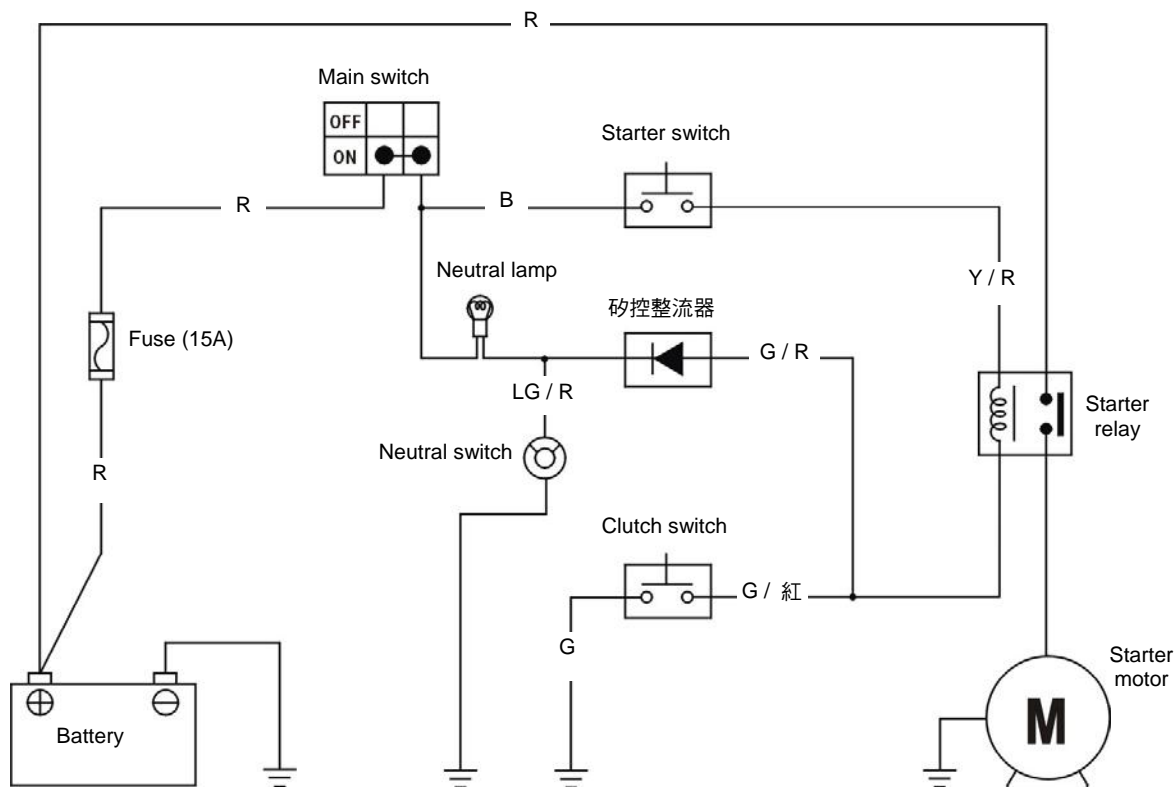 R
Main switch
OFF
ON
Starter switch
R
B
Neutral lamp
矽控整流器
Y / R
Fuse (15A)
G / R
LG / R
Starter
relay
Neutral switch
R
Clutch switch
G / 紅
G
Starter
motor
M
Battery